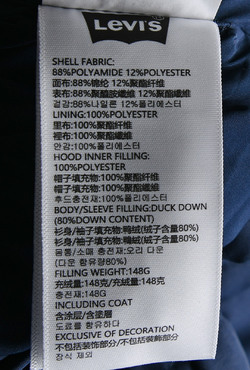 Levi's
SHELL FABRIC:
88%POLYAMIDE 12%POLYESTER
面布:88%锦纶 12%聚酯纤维
表布:88%聚醯胺纖維 12%聚酯纖維
겉감:88%나일론 12%폴리에스터
LINING:100%POLYESTER
里布:100%聚酯纤维
裡布:100%聚酯纖維
안감:100%폴리에스터
HOOD INNER FILLING:
100%POLYESTER
帽子填充物:100%聚酯纤维
帽子填充物:100%聚酯纖維
후드충전재:100%폴리에스터
BODY/SLEEVE FILLING:DUCK DOWN
(80%DOWN CONTENT)
衫身/袖子填充物:鸭绒(绒子含量80%)
衫身/袖子填充物:鴨絨(絨子含量80%)
몸통/소매 충전재:오리 다운
(다운 함유량80%)
FILLING WEIGHT:148G
充绒量:148克/充絨量:148克
충전재:148G
INCLUDING COAT
含涂层/含塗層
도료를 함유하다
EXCLUSIVE OF DECORATION
不包括装饰部分/不包括裝飾部分
장식 제외